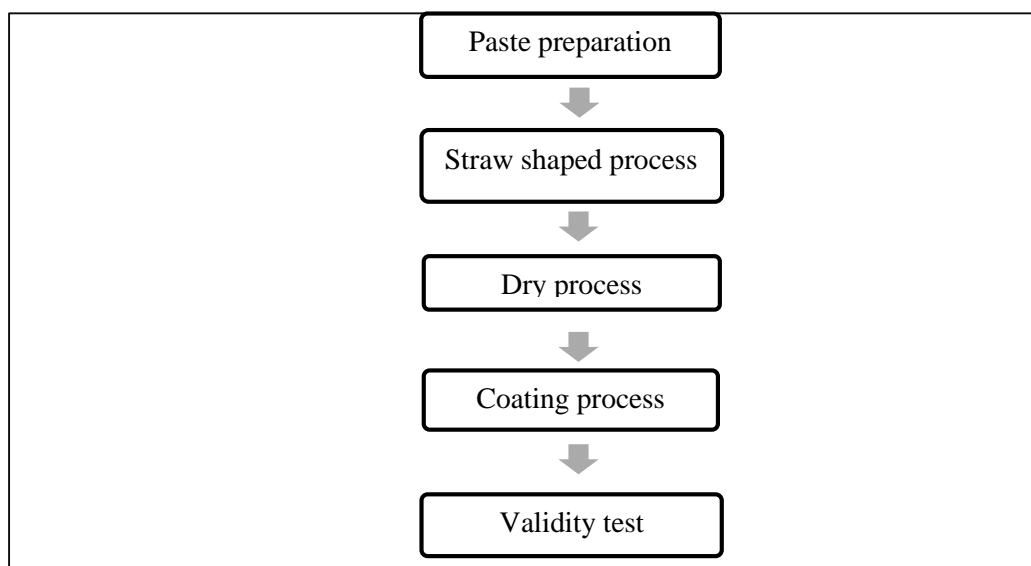 Paste preparation
Straw shaped process
Dry process
Coating process
Validity test